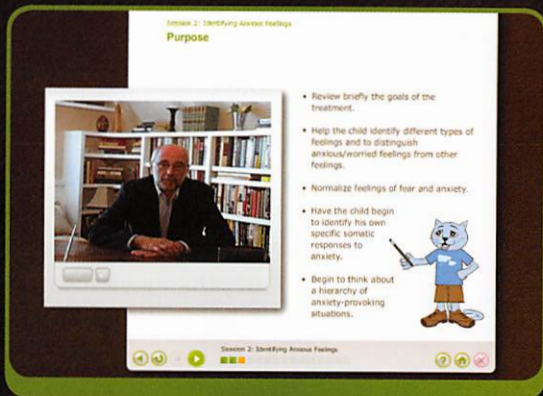 Session 2: Identifying Anxious Feelings
Purpose
• Review briefly the goals of the
treatment.
• Help the child identify different types of
feelings and to distinguish
anxious/worried feelings from other
feelings.
• Normalize feelings of fear and anxiety.
• Have the child begin
to identify his own
specific somatic
responses to
anxiety.
• Begin to think about
a hierarchy of
anxiety-provoking
situations.
Session 2: Identifying Anxious Feelings
?